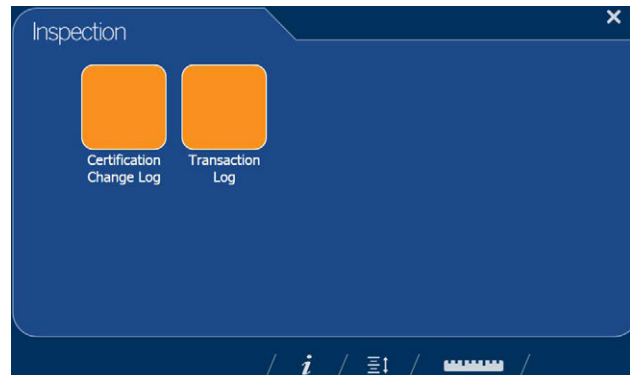 Inspection
Certification
Change Log
Transaction
Log
i